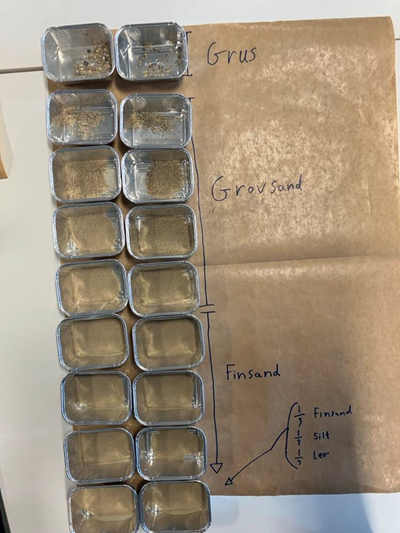 Grus
Grovsand
Finsand
1/3 Finsand
1/3 Silt
1/3 Ler